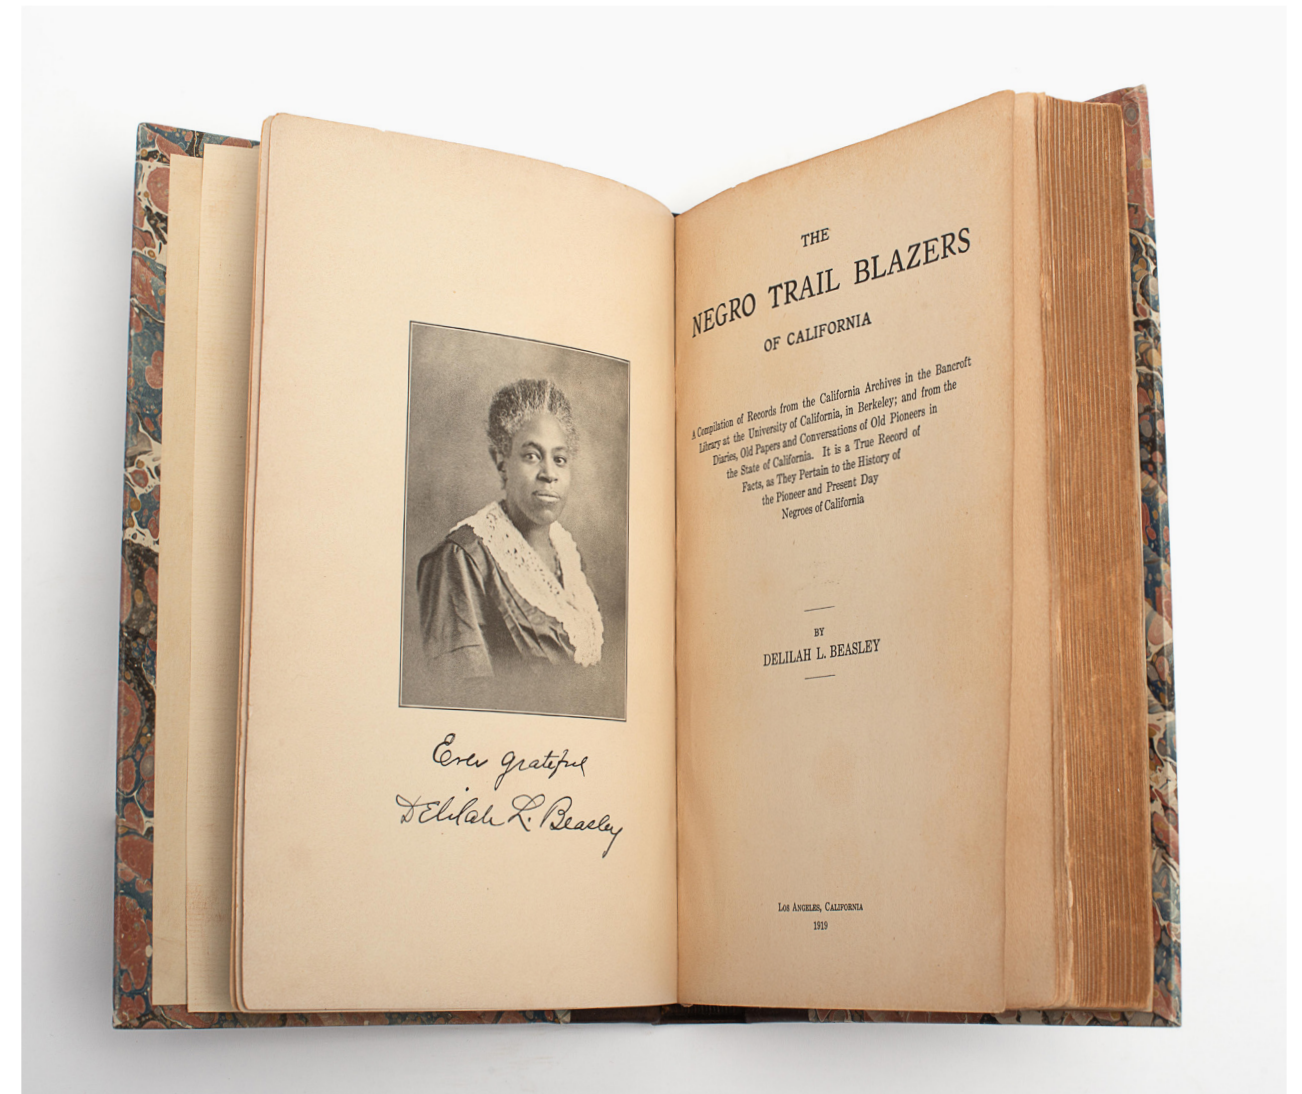 Ever grateful
Delilah L. Beasley
THE
NEGRO TRAIL BLAZERS
OF CALIFORNIA
A Compilation of Records from the California Archives in the Bancroft
Library at the University of California, in Berkeley; and from the
Diaries, Old Papers and Conversations of Old Pioneers in
the State of California. It is a True Record of
Facts, as They Pertain to the History of
the Pioneer and Present Day
Negroes of California
BY
DELILAH L. BEASLEY
LOS ANGELES, CALIFORNIA
1919